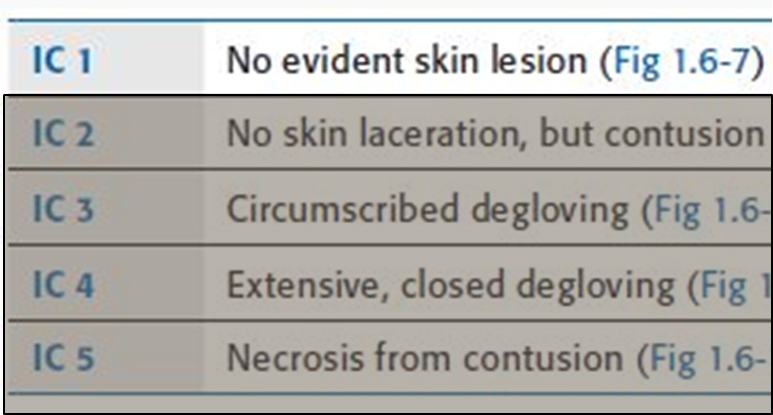 IC 1 No evident skin lesion (Fig 1.6-7)
IC 2 No skin laceration, but contusion
IC 3 Circumscribed degloving (Fig 1.6-
IC 4 Extensive, closed degloving (Fig 1
IC 5 Necrosis from contusion (Fig 1.6-